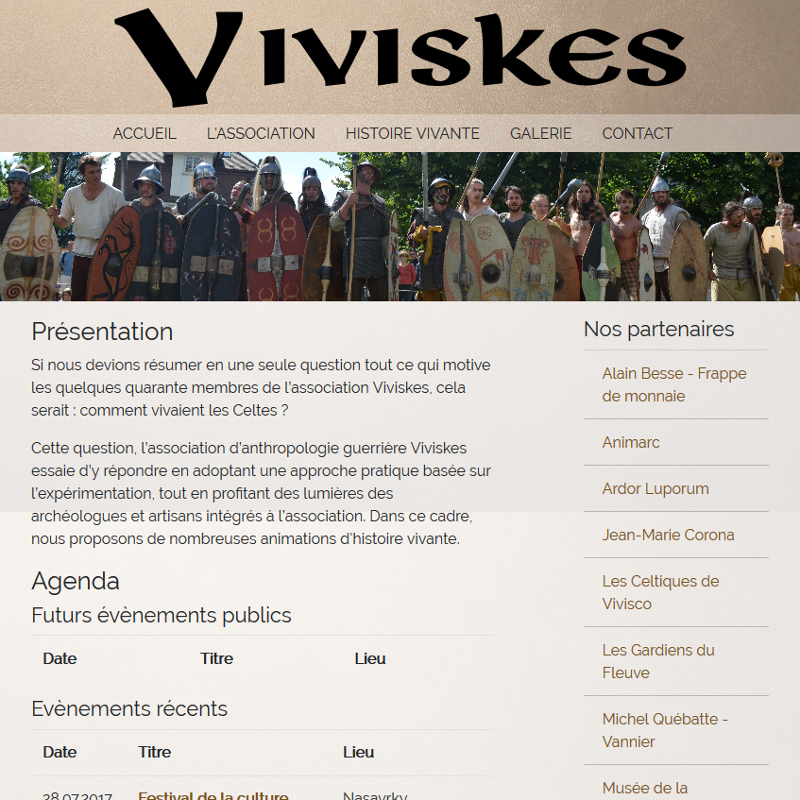 Viviskes
ACCUEIL L'ASSOCIATION HISTOIRE VIVANTE GALERIE CONTACT
Présentation
Si nous devions résumer en une seule question tout ce qui motive
les quelques quarante membres de l'association Viviskes, cela
serait : comment vivaient les Celtes ?
Cette question, l'association d'anthropologie guerrière Viviskes
essaie d'y répondre en adoptant une approche pratique basée sur
l'expérimentation, tout en profitant des lumières des
archéologues et artisans intégrés à l'association. Dans ce cadre,
nous proposons de nombreuses animations d'histoire vivante.
Agenda
Futurs évènements publics
Date Titre Lieu
Evènements récents
Date Titre Lieu
28.07.2017 Festival de la culture Nasavrky
Nos partenaires
Alain Besse - Frappe
de monnaie
Animarc
Ardor Luporum
Jean-Marie Corona
Les Celtiques de
Vivisco
Les Gardiens du
Fleuve
Michel Québatte -
Vannier
Musée de la